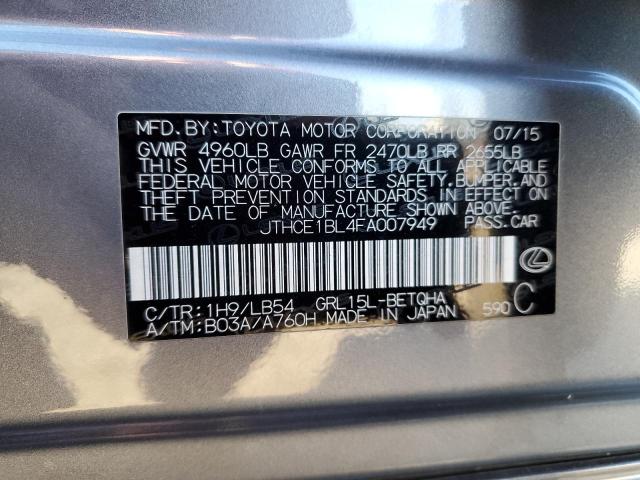 MFD. BY: TOYOTA MOTOR CORPORATION 07/15
GVWR 4960LB GAWR FR 2470LB RR 2655LB
THIS VEHICLE CONFORMS TO ALL APPLICABLE
FEDERAL MOTOR VEHICLE SAFETY, BUMPER, AND
THEFT PREVENTION STANDARDS IN EFFECT ON
THE DATE OF MANUFACTURE SHOWN ABOVE.
JTHCE1BL4FA007949 PASS. CAR
C/TR: 1H9/LB54 GRL15L-BETQHA
A/TM: B03A/A760H MADE IN JAPAN 590 C